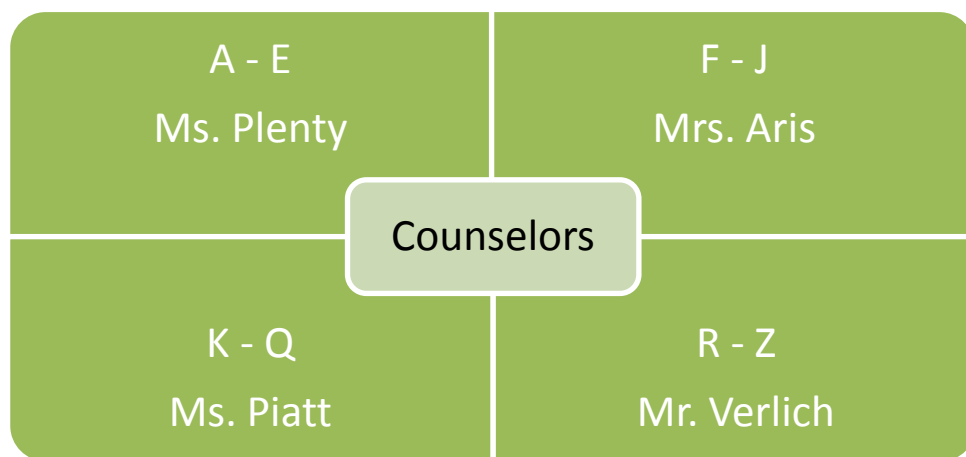 A - E
Ms. Plenty
F - J
Mrs. Aris
Counselors
K - Q
Ms. Piatt
R - Z
Mr. Verlich